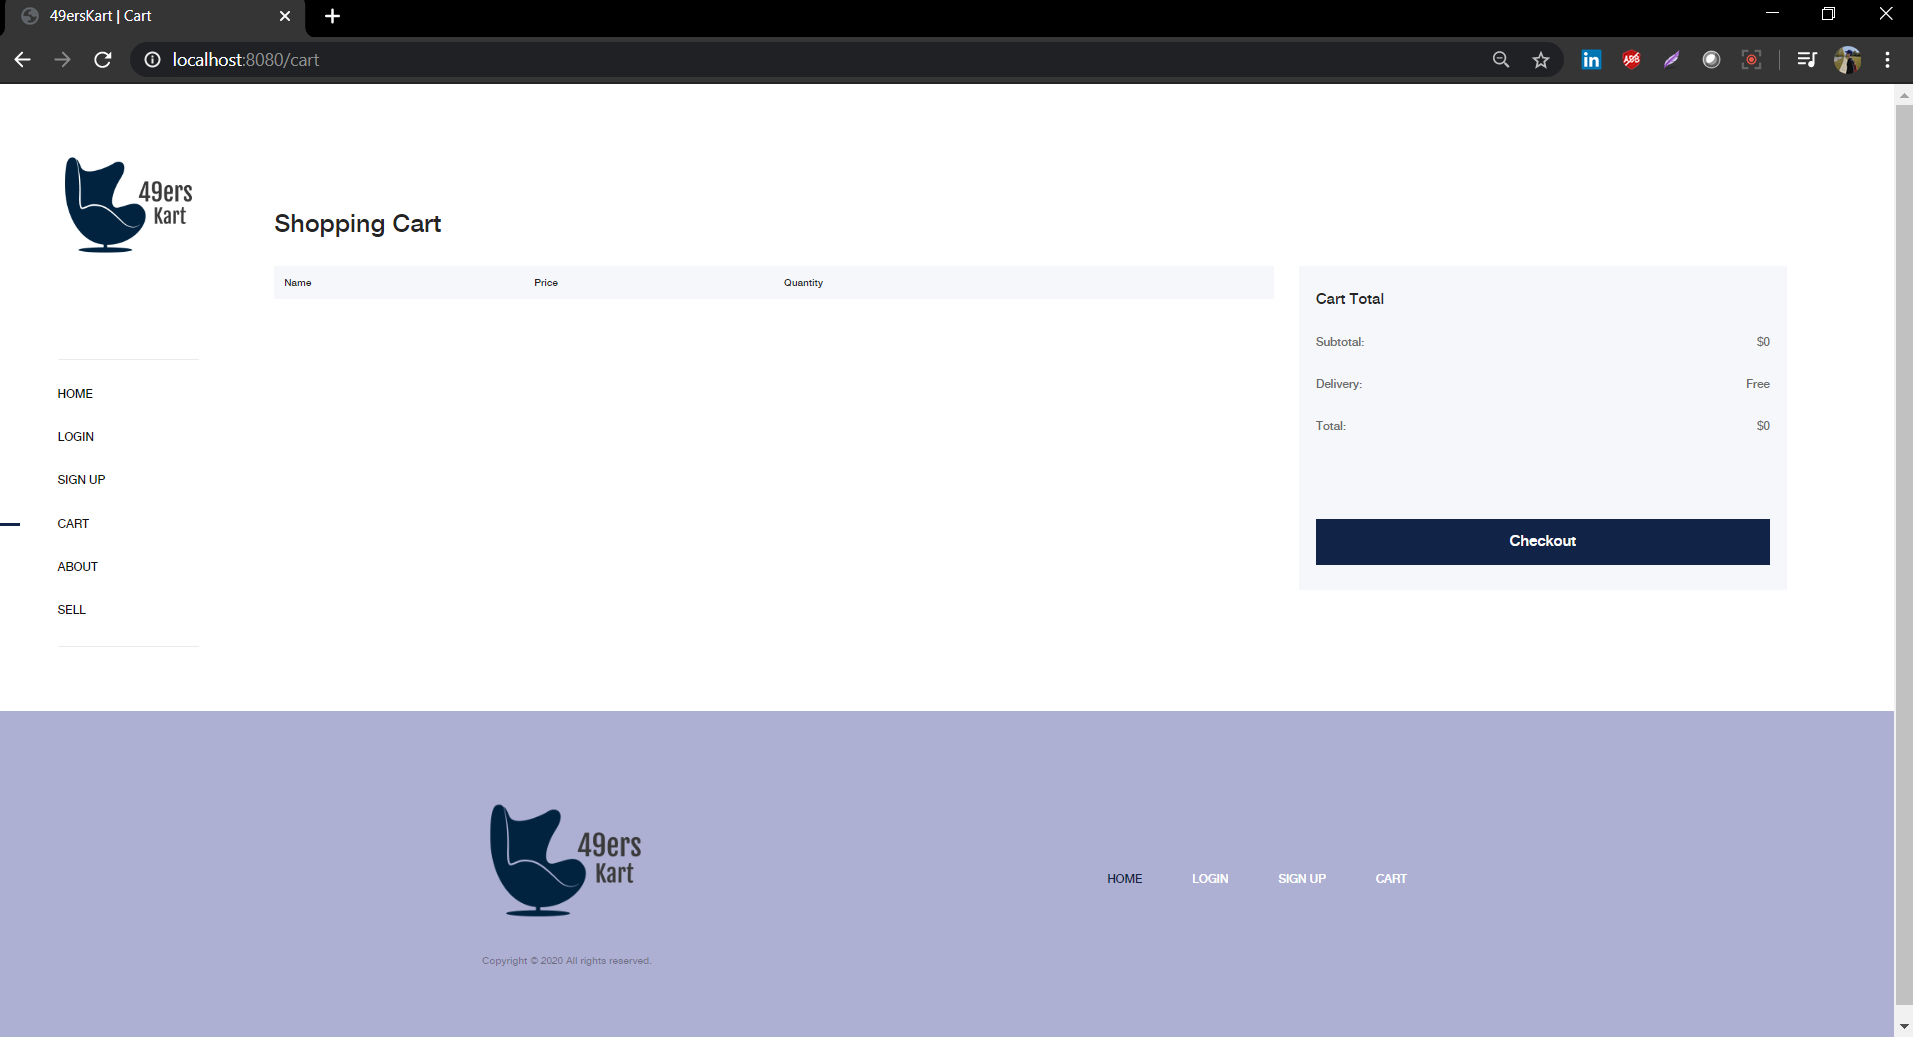 49ersKart | Cart
localhost:8080/cart
in
ABP
49ers
Kart
Shopping Cart
Name Price Quantity
Cart Total
Subtotal: $0
Delivery: Free
Total: $0
Checkout
HOME
LOGIN
SIGN UP
CART
ABOUT
SELL
49ers
Kart
HOME LOGIN SIGN UP CART
Copyright © 2020 All rights reserved.